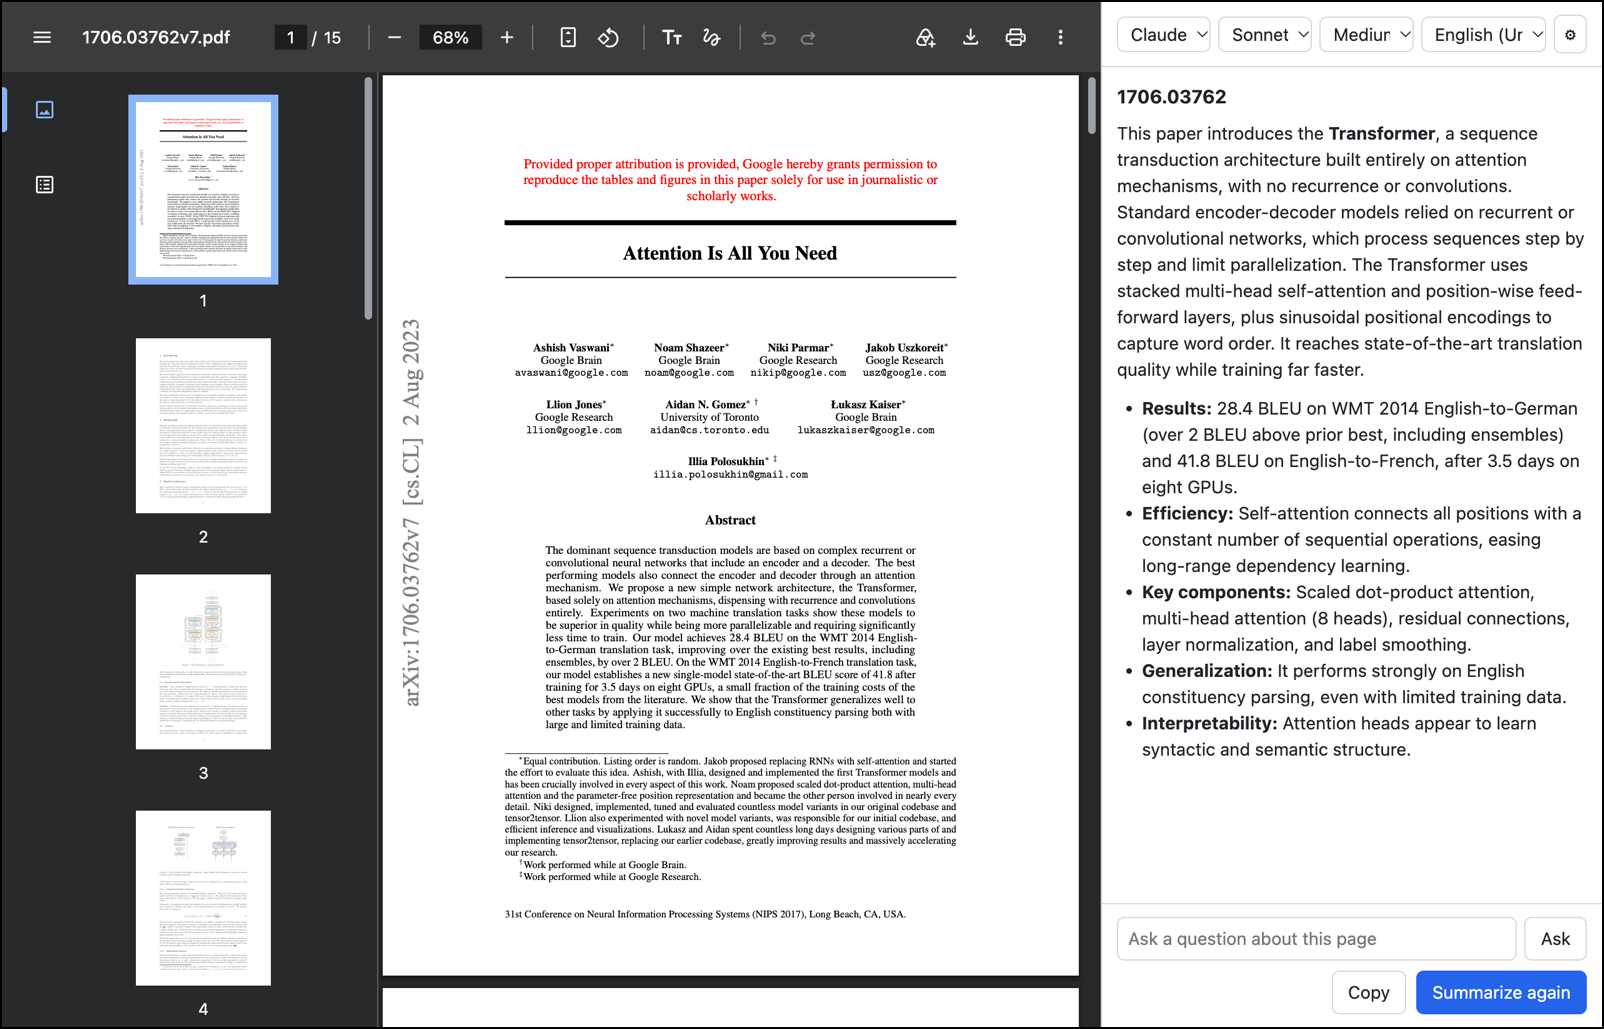 1706.03762v7.pdf
1 / 15
68%
Claude
Sonnet
Mediur
English (Ur
1
2
3
4
Provided proper attribution is provided, Google hereby grants permission to
reproduce the tables and figures in this paper solely for use in journalistic or
scholarly works.
Attention Is All You Need
arXiv:1706.03762v7 [cs.CL] 2 Aug 2023
Ashish Vaswani*
Google Brain
avaswani@google.com
Noam Shazeer*
Google Brain
noam@google.com
Niki Parmar*
Google Research
nikip@google.com
Jakob Uszkoreit*
Google Research
usz@google.com
Llion Jones*
Google Research
llion@google.com
Aidan N. Gomez* †
University of Toronto
aidan@cs.toronto.edu
Łukasz Kaiser*
Google Brain
lukaszkaiser@google.com
Illia Polosukhin* ‡
illia.polosukhin@gmail.com
Abstract
The dominant sequence transduction models are based on complex recurrent or
convolutional neural networks that include an encoder and a decoder. The best
performing models also connect the encoder and decoder through an attention
mechanism. We propose a new simple network architecture, the Transformer,
based solely on attention mechanisms, dispensing with recurrence and convolutions
entirely. Experiments on two machine translation tasks show these models to
be superior in quality while being more parallelizable and requiring significantly
less time to train. Our model achieves 28.4 BLEU on the WMT 2014 English-
to-German translation task, improving over the existing best results, including
ensembles, by over 2 BLEU. On the WMT 2014 English-to-French translation task,
our model establishes a new single-model state-of-the-art BLEU score of 41.8 after
training for 3.5 days on eight GPUs, a small fraction of the training costs of the
best models from the literature. We show that the Transformer generalizes well to
other tasks by applying it successfully to English constituency parsing both with
large and limited training data.
*Equal contribution. Listing order is random. Jakob proposed replacing RNNs with self-attention and started
the effort to evaluate this idea. Ashish, with Illia, designed and implemented the first Transformer models and
has been crucially involved in every aspect of this work. Noam proposed scaled dot-product attention, multi-head
attention and the parameter-free position representation and became the other person involved in nearly every
detail. Niki designed, implemented, tuned and evaluated countless model variants in our original codebase and
tensor2tensor. Llion also experimented with novel model variants, was responsible for our initial codebase, and
efficient inference and visualizations. Lukasz and Aidan spent countless long days designing various parts of and
implementing tensor2tensor, replacing our earlier codebase, greatly improving results and massively accelerating
our research.
†Work performed while at Google Brain.
‡Work performed while at Google Research.
31st Conference on Neural Information Processing Systems (NIPS 2017), Long Beach, CA, USA.
1706.03762
This paper introduces the Transformer, a sequence
transduction architecture built entirely on attention
mechanisms, with no recurrence or convolutions.
Standard encoder-decoder models relied on recurrent or
convolutional networks, which process sequences step by
step and limit parallelization. The Transformer uses
stacked multi-head self-attention and position-wise feed-
forward layers, plus sinusoidal positional encodings to
capture word order. It reaches state-of-the-art translation
quality while training far faster.
• Results: 28.4 BLEU on WMT 2014 English-to-German
(over 2 BLEU above prior best, including ensembles)
and 41.8 BLEU on English-to-French, after 3.5 days on
eight GPUs.
• Efficiency: Self-attention connects all positions with a
constant number of sequential operations, easing
long-range dependency learning.
• Key components: Scaled dot-product attention,
multi-head attention (8 heads), residual connections,
layer normalization, and label smoothing.
• Generalization: It performs strongly on English
constituency parsing, even with limited training data.
• Interpretability: Attention heads appear to learn
syntactic and semantic structure.
Ask a question about this page
Ask
Copy
Summarize again